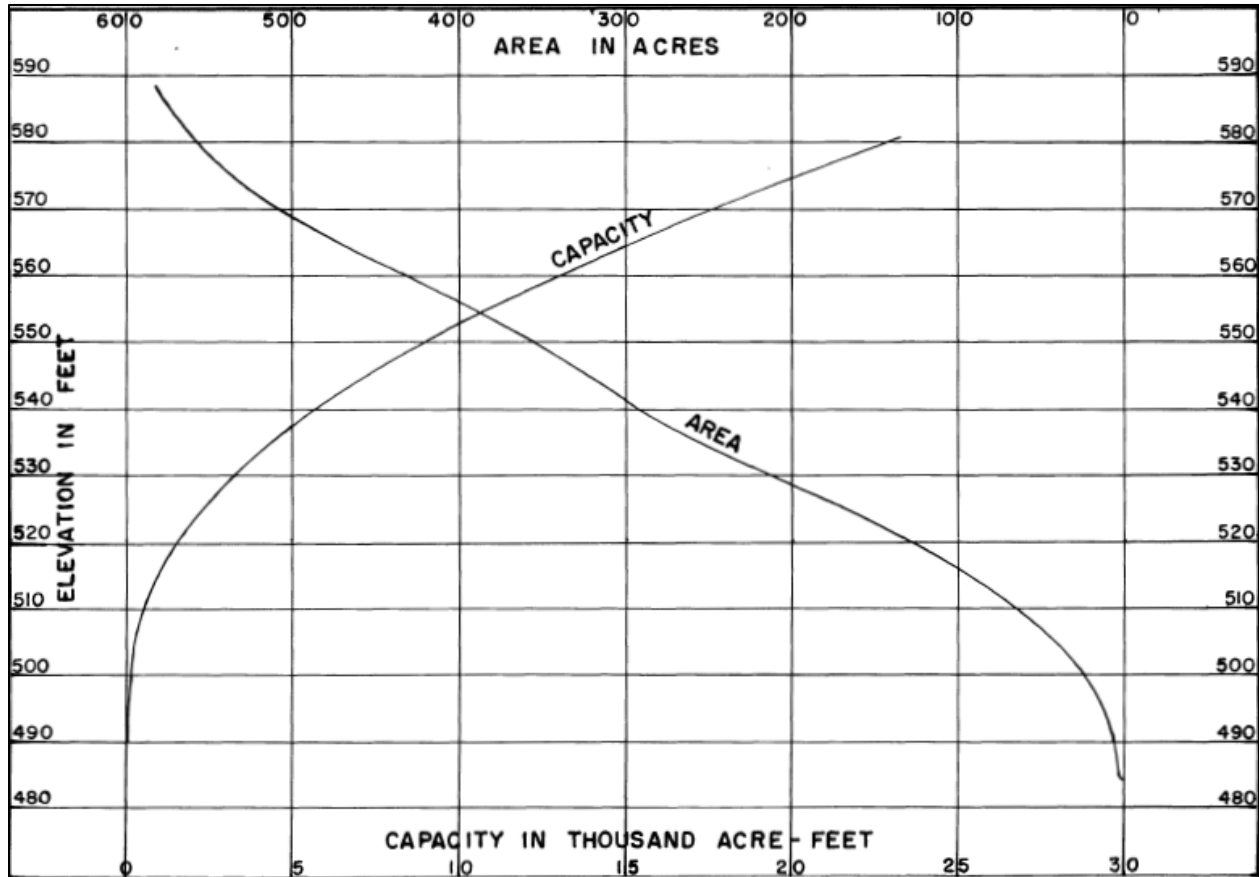 600 500 400 300 200 100 0
AREA IN ACRES
590 590
580 580
570 570
CAPACITY
560 560
550 550
ELEVATION IN FEET
540 540
AREA
530 530
520 520
510 510
500 500
490 490
480 480
CAPACITY IN THOUSAND ACRE-FEET
0 5 10 15 20 25 30